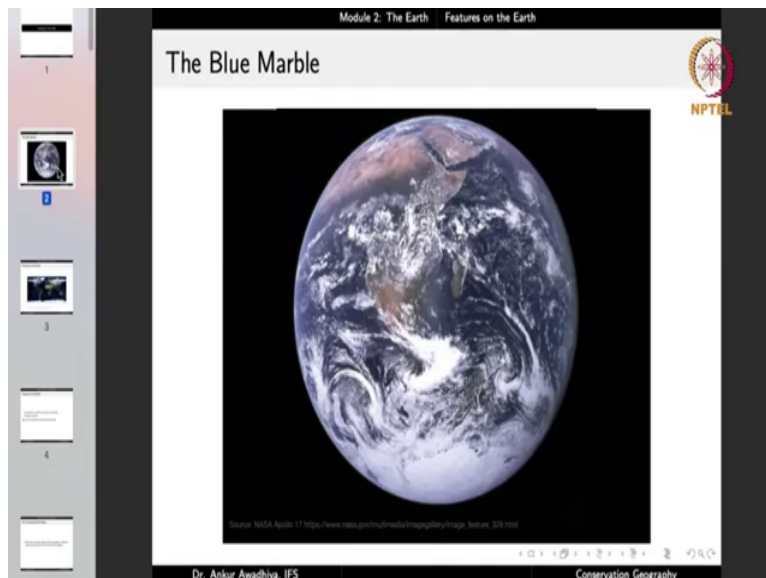 Module 2: The Earth Features on the Earth
The Blue Marble
NPTEL
1
2
3
4
Source: NASA Apollo 17 https://www.nasa.gov/multimedia/imagegallery/image_feature_329.html
Dr. Ankur Awadhiya, IFS Conservation Geography